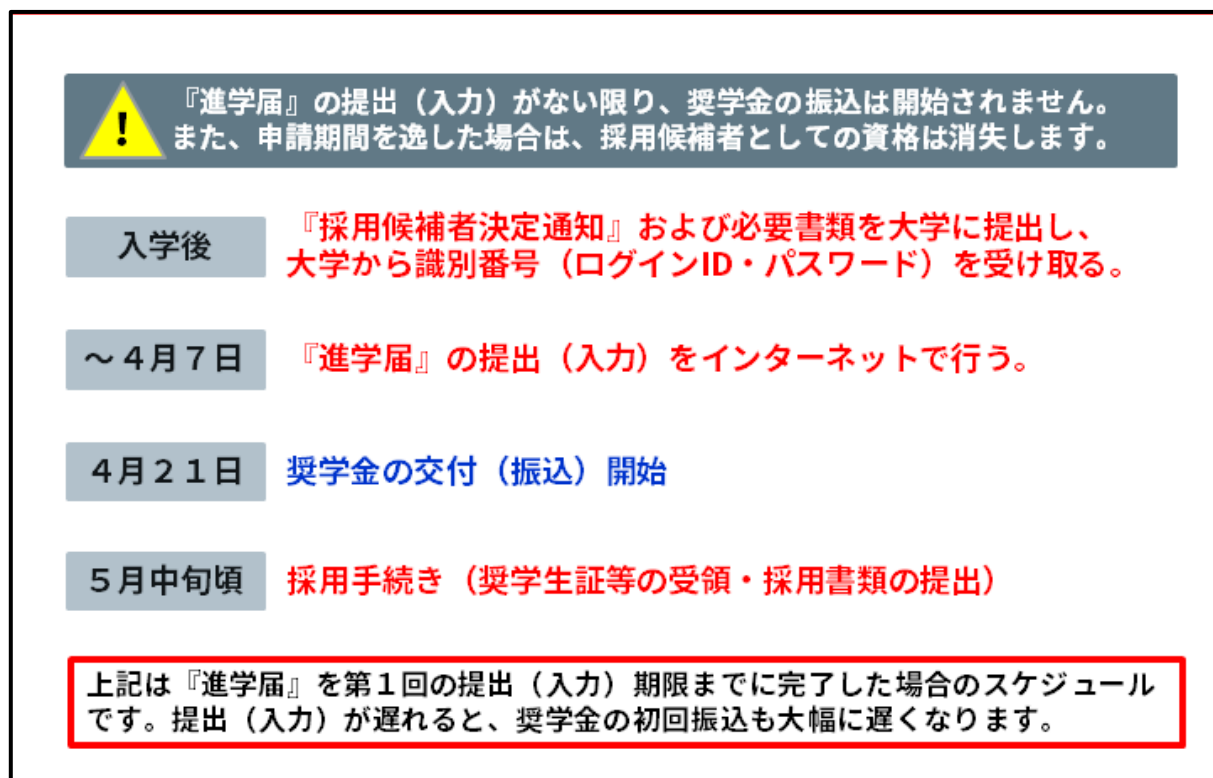 !
『進学届』の提出（入力）がない限り、奨学金の振込は開始されません。
また、申請期間を逸した場合は、採用候補者としての資格は消失します。
入学後
『採用候補者決定通知』および必要書類を大学に提出し、
大学から識別番号（ログインID・パスワード）を受け取る。
～４月７日
『進学届』の提出（入力）をインターネットで行う。
４月２１日
奨学金の交付（振込）開始
５月中旬頃
採用手続き（奨学生証等の受領・採用書類の提出）
上記は『進学届』を第１回の提出（入力）期限までに完了した場合のスケジュール
です。提出（入力）が遅れると、奨学金の初回振込も大幅に遅くなります。